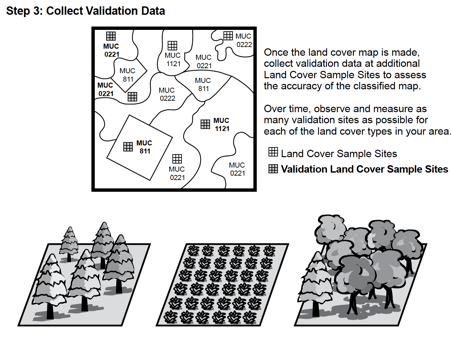 Step 3: Collect Validation Data
MUC
0221
MUC
1121
MUC
0222
MUC
811
MUC
0221
MUC
0222
MUC
811
MUC
1121
MUC
811
MUC
0221
MUC
0221
Once the land cover map is made,
collect validation data at additional
Land Cover Sample Sites to assess
the accuracy of the classified map.
Over time, observe and measure as
many validation sites as possible for
each of the land cover types in your area.
Land Cover Sample Sites
Validation Land Cover Sample Sites